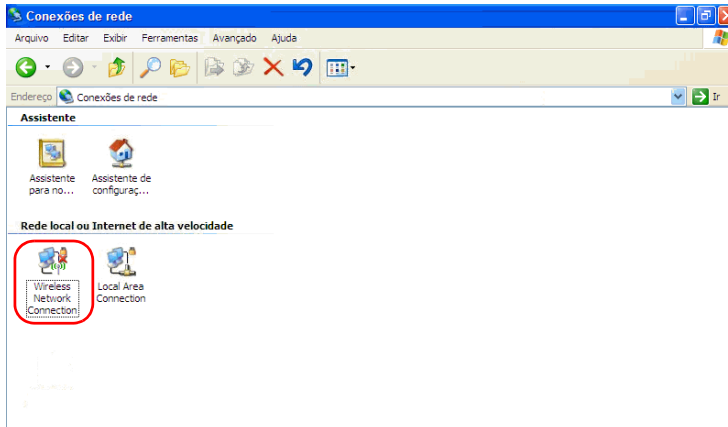 Conexões de rede
Arquivo Editar Exibir Ferramentas Avançado Ajuda
Endereço Conexões de rede Ir
Assistente
Assistente para no...
Assistente de configuraç...
Rede local ou Internet de alta velocidade
Wireless Network Connection
Local Area Connection